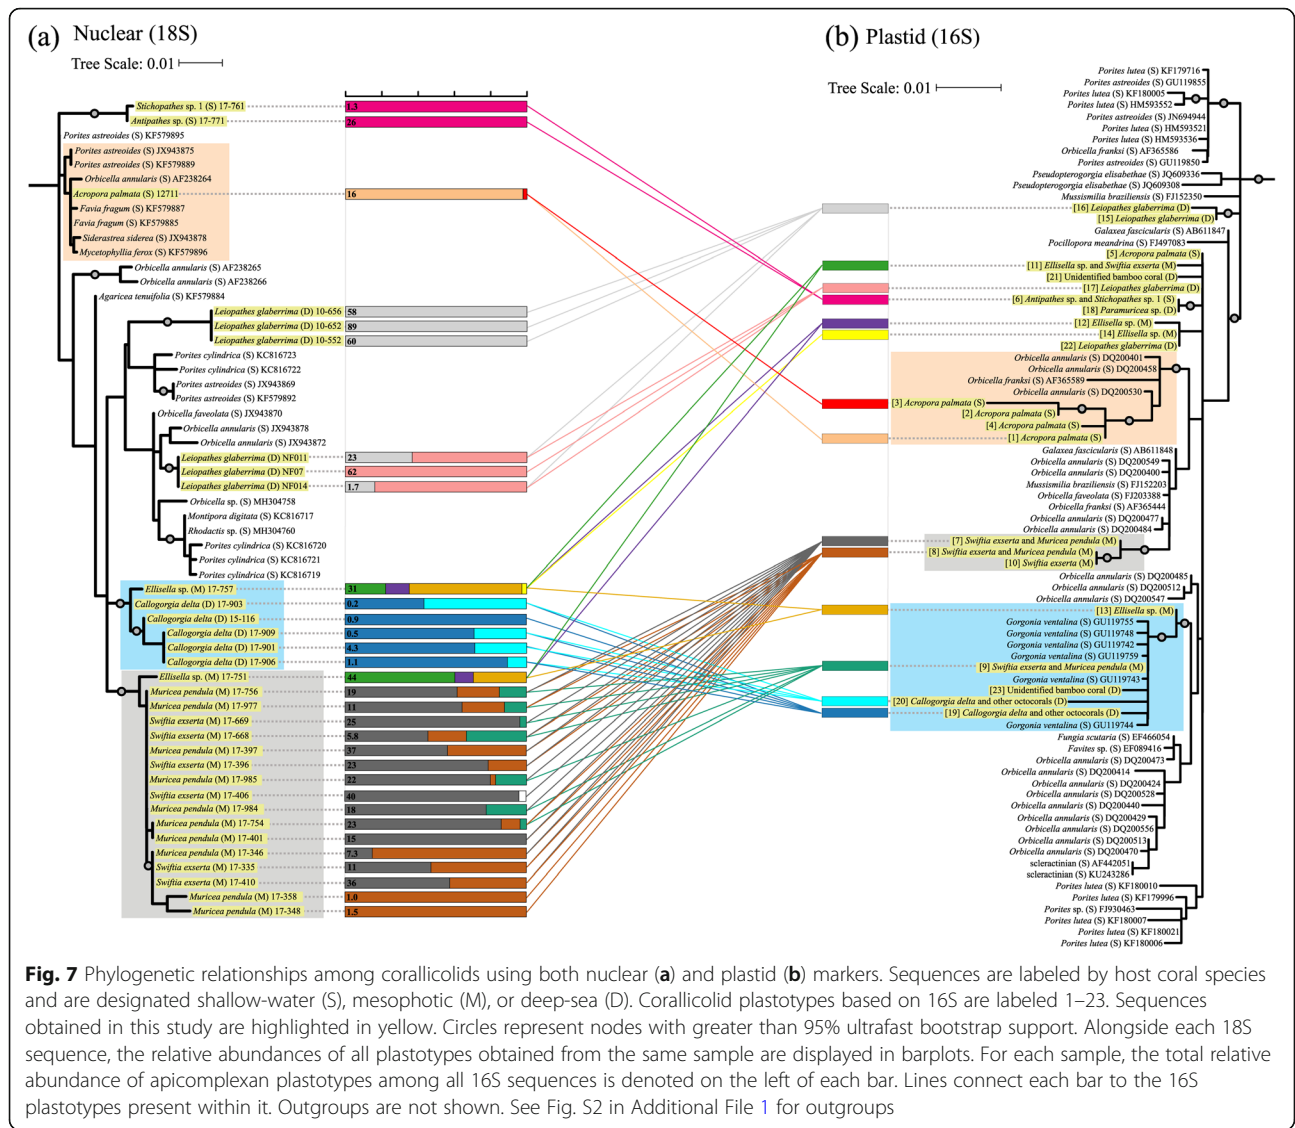 (a) Nuclear (18S)
Tree Scale: 0.01
Stichopathes sp. 1 (S) 17-761
Antipathes sp. (S) 17-771
Porites astreoides (S) KF579895
Porites astreoides (S) JX943875
Porites astreoides (S) KF579889
Orbicella annularis (S) AF238264
Acropora palmata (S) 12711
Favia fragum (S) KF579887
Favia fragum (S) KF579885
Siderastrea siderea (S) JX943878
Mycetophyllia ferox (S) KF579896
Orbicella annularis (S) AF238265
Orbicella annularis (S) AF238266
Agaricea tenuifolia (S) KF579884
Leiopathes glaberrima (D) 10-656
Leiopathes glaberrima (D) 10-652
Leiopathes glaberrima (D) 10-552
Porites cylindrica (S) KC816723
Porites cylindrica (S) KC816722
Porites astreoides (S) JX943869
Porites astreoides (S) KF579892
Orbicella faveolata (S) JX943870
Orbicella annularis (S) JX943878
Orbicella annularis (S) JX943872
Leiopathes glaberrima (D) NF011
Leiopathes glaberrima (D) NF07
Leiopathes glaberrima (D) NF014
Orbicella sp. (S) MH304758
Montipora digitata (S) KC816717
Rhodactis sp. (S) MH304760
Porites cylindrica (S) KC816720
Porites cylindrica (S) KC816721
Porites cylindrica (S) KC816719
Ellisella sp. (M) 17-757
Callogorgia delta (D) 17-903
Callogorgia delta (D) 15-116
Callogorgia delta (D) 17-909
Callogorgia delta (D) 17-901
Callogorgia delta (D) 17-906
Ellisella sp. (M) 17-751
Muricea pendula (M) 17-756
Muricea pendula (M) 17-977
Swiftia exserta (M) 17-669
Swiftia exserta (M) 17-668
Muricea pendula (M) 17-397
Swiftia exserta (M) 17-396
Muricea pendula (M) 17-985
Swiftia exserta (M) 17-406
Muricea pendula (M) 17-984
Muricea pendula (M) 17-754
Muricea pendula (M) 17-401
Muricea pendula (M) 17-346
Swiftia exserta (M) 17-335
Swiftia exserta (M) 17-410
Muricea pendula (M) 17-358
Muricea pendula (M) 17-348
1.3
26
16
58
89
60
23
62
1.7
31
0.2
0.9
0.5
4.3
1.1
44
19
11
25
5.8
37
23
22
40
18
23
15
7.3
11
36
1.0
1.5
(b) Plastid (16S)
Tree Scale: 0.01
Porites lutea (S) KF179716
Porites astreoides (S) GU119855
Porites lutea (S) KF180005
Porites lutea (S) HM593552
Porites astreoides (S) JN694944
Porites lutea (S) HM593521
Porites lutea (S) HM593536
Orbicella franksi (S) AF365586
Porites astreoides (S) GU119850
Pseudopterogorgia elisabethae (S) JQ609336
Pseudopterogorgia elisabethae (S) JQ609308
Mussismilia braziliensis (S) FJ152350
[16] Leiopathes glaberrima (D)
[15] Leiopathes glaberrima (D)
Galaxea fascicularis (S) AB611847
Pocillopora meandrina (S) FJ497083
[5] Acropora palmata (S)
[11] Ellisella sp. and Swiftia exserta (M)
[21] Unidentified bamboo coral (D)
[17] Leiopathes glaberrima (D)
[6] Antipathes sp. and Stichopathes sp. 1 (S)
[18] Paramuricea sp. (D)
[12] Ellisella sp. (M)
[14] Ellisella sp. (M)
[22] Leiopathes glaberrima (D)
Orbicella annularis (S) DQ200401
Orbicella annularis (S) DQ200458
Orbicella franksi (S) AF365589
Orbicella annularis (S) DQ200530
[3] Acropora palmata (S)
[2] Acropora palmata (S)
[4] Acropora palmata (S)
[1] Acropora palmata (S)
Galaxea fascicularis (S) AB611848
Orbicella annularis (S) DQ200549
Orbicella annularis (S) DQ200400
Mussismilia braziliensis (S) FJ152203
Orbicella faveolata (S) FJ203388
Orbicella franksi (S) AF365444
Orbicella annularis (S) DQ200477
Orbicella annularis (S) DQ200484
[7] Swiftia exserta and Muricea pendula (M)
[8] Swiftia exserta and Muricea pendula (M)
[10] Swiftia exserta (M)
Orbicella annularis (S) DQ200485
Orbicella annularis (S) DQ200512
Orbicella annularis (S) DQ200547
[13] Ellisella sp. (M)
Gorgonia ventalina (S) GU119755
Gorgonia ventalina (S) GU119748
Gorgonia ventalina (S) GU119742
Gorgonia ventalina (S) GU119759
[9] Swiftia exserta and Muricea pendula (M)
Gorgonia ventalina (S) GU119743
[23] Unidentified bamboo coral (D)
[20] Callogorgia delta and other octocorals (D)
[19] Callogorgia delta and other octocorals (D)
Gorgonia ventalina (S) GU119744
Fungia scutaria (S) EF466054
Favites sp. (S) EF089416
Orbicella annularis (S) DQ200473
Orbicella annularis (S) DQ200414
Orbicella annularis (S) DQ200424
Orbicella annularis (S) DQ200528
Orbicella annularis (S) DQ200440
Orbicella annularis (S) DQ200429
Orbicella annularis (S) DQ200556
Orbicella annularis (S) DQ200513
Orbicella annularis (S) DQ200470
scleractinian (S) AF442051
scleractinian (S) KU243286
Porites lutea (S) KF180010
Porites lutea (S) KF179996
Porites sp. (S) FJ930463
Porites lutea (S) KF180007
Porites lutea (S) KF180021
Porites lutea (S) KF180006
Fig. 7 Phylogenetic relationships among corallicolids using both nuclear (a) and plastid (b) markers. Sequences are labeled by host coral species
and are designated shallow-water (S), mesophotic (M), or deep-sea (D). Corallicolid plastotypes based on 16S are labeled 1–23. Sequences
obtained in this study are highlighted in yellow. Circles represent nodes with greater than 95% ultrafast bootstrap support. Alongside each 18S
sequence, the relative abundances of all plastotypes obtained from the same sample are displayed in barplots. For each sample, the total relative
abundance of apicomplexan plastotypes among all 16S sequences is denoted on the left of each bar. Lines connect each bar to the 16S
plastotypes present within it. Outgroups are not shown. See Fig. S2 in Additional File 1 for outgroups